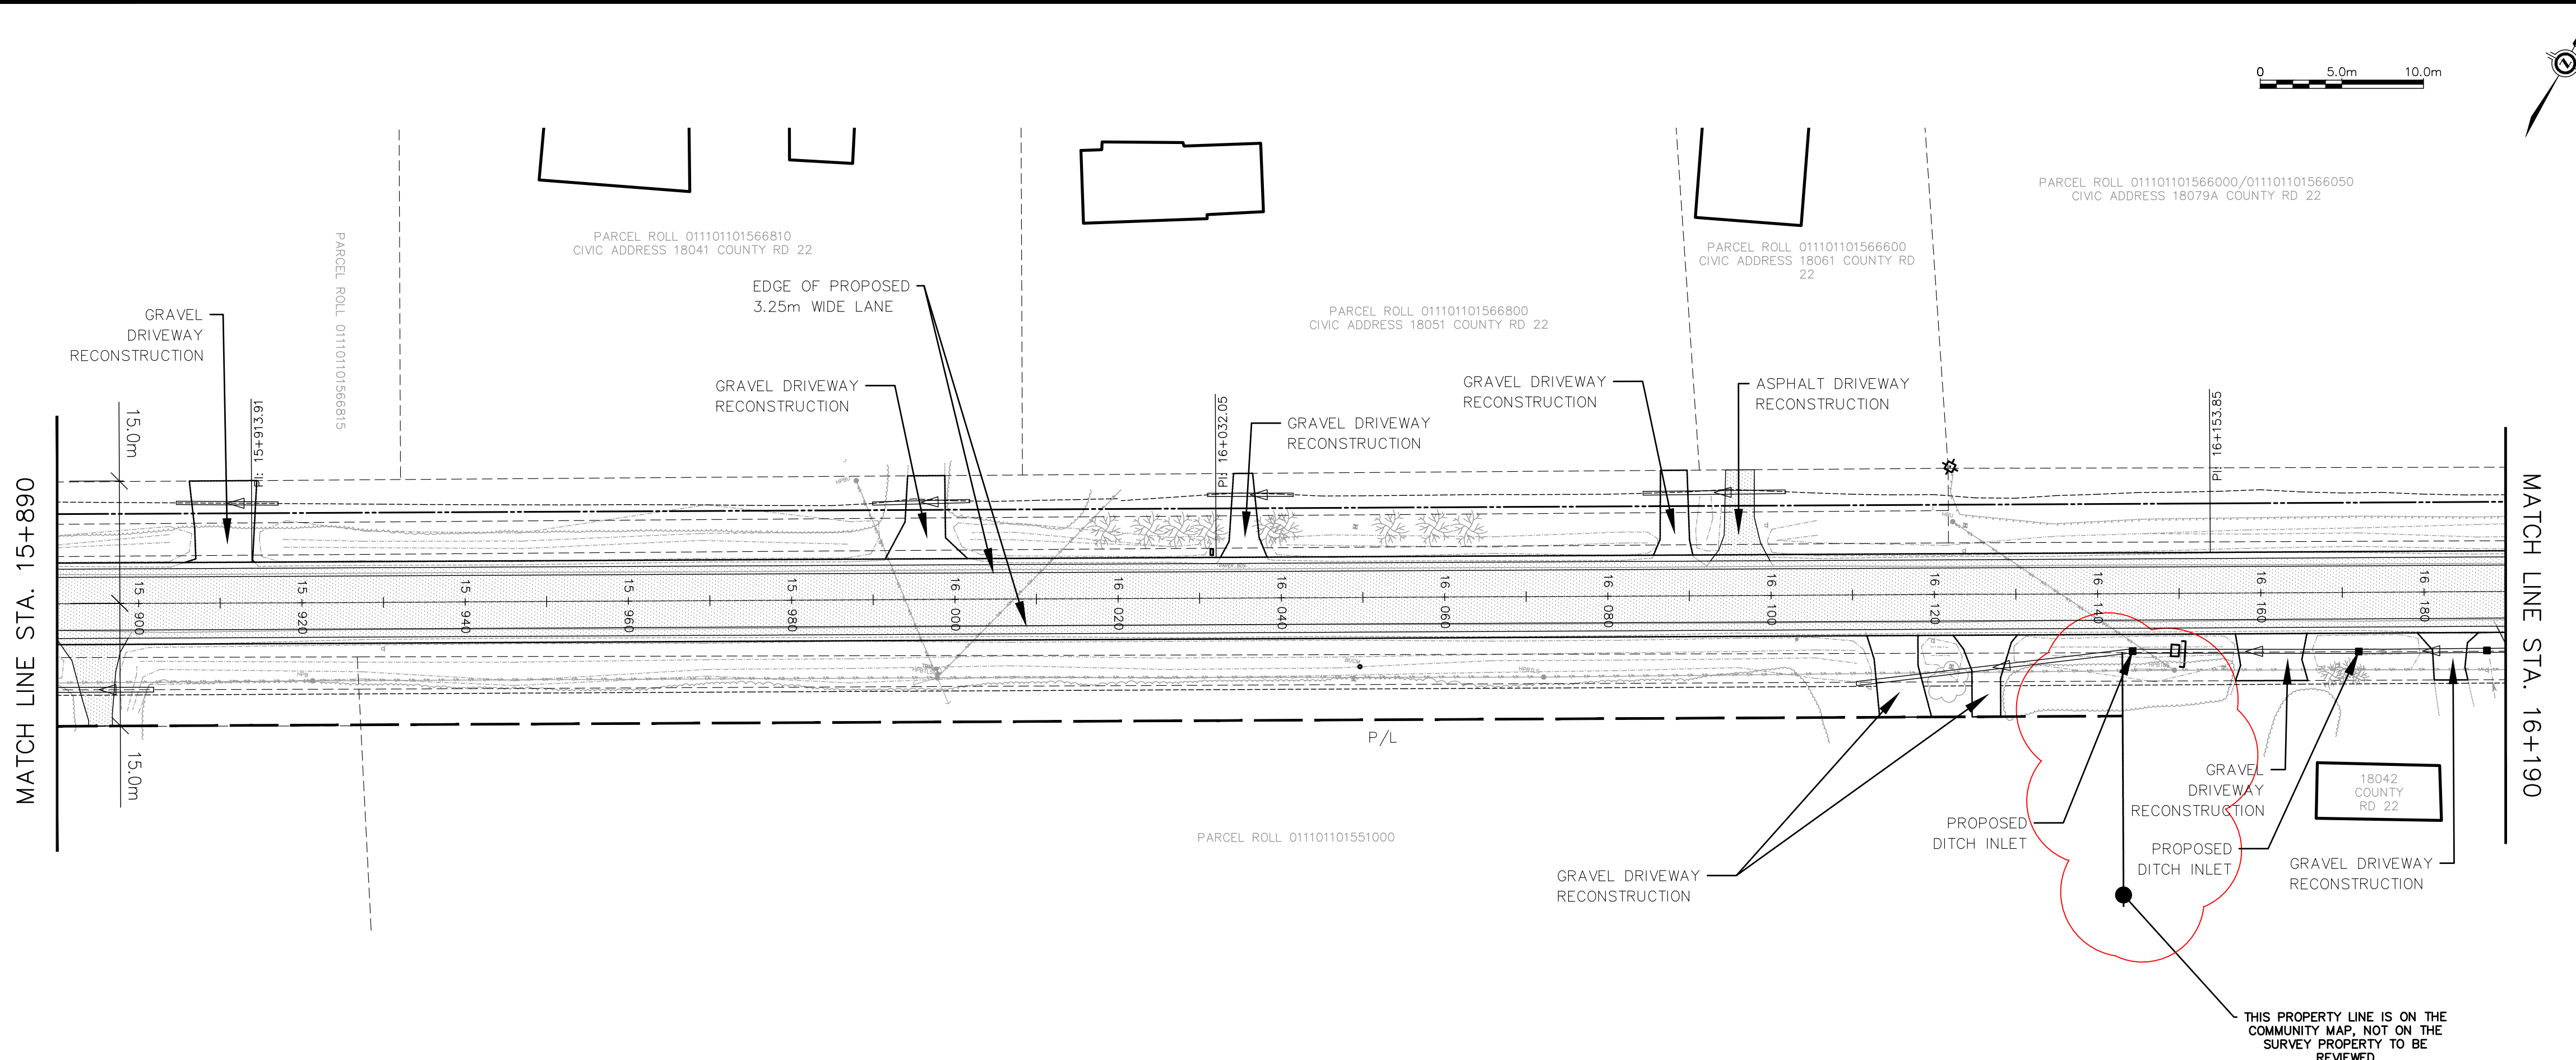 0 5.0m 10.0m
PARCEL ROLL 011101101566000/011101101566050
CIVIC ADDRESS 18079A COUNTY RD 22
PARCEL ROLL 011101101566810
CIVIC ADDRESS 18041 COUNTY RD 22
PARCEL ROLL 011101101566815
PARCEL ROLL 011101101566600
CIVIC ADDRESS 18061 COUNTY RD
22
EDGE OF PROPOSED
3.25m WIDE LANE
PARCEL ROLL 011101101566800
CIVIC ADDRESS 18051 COUNTY RD 22
GRAVEL
DRIVEWAY
RECONSTRUCTION
GRAVEL DRIVEWAY
RECONSTRUCTION
GRAVEL DRIVEWAY
RECONSTRUCTION
GRAVEL DRIVEWAY
RECONSTRUCTION
ASPHALT DRIVEWAY
RECONSTRUCTION
15.0m
PI: 15+913.91
PI: 16+032.05
PI: 16+153.85
MATCH LINE STA. 15+890
MATCH LINE STA. 16+190
15+900
15+920
15+940
15+960
15+980
16+000
16+020
16+040
16+060
16+080
16+100
16+120
16+140
16+160
16+180
15.0m
P/L
PARCEL ROLL 011101101551000
GRAVEL
DRIVEWAY
RECONSTRUCTION
18042
COUNTY
RD 22
PROPOSED
DITCH INLET
PROPOSED
DITCH INLET
GRAVEL DRIVEWAY
RECONSTRUCTION
GRAVEL DRIVEWAY
RECONSTRUCTION
THIS PROPERTY LINE IS ON THE
COMMUNITY MAP, NOT ON THE
SURVEY PROPERTY TO BE
REVIEWED